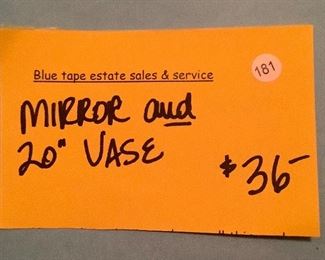 Blue tape estate sales & service
181
MIRROR and
20" VASE
$36-